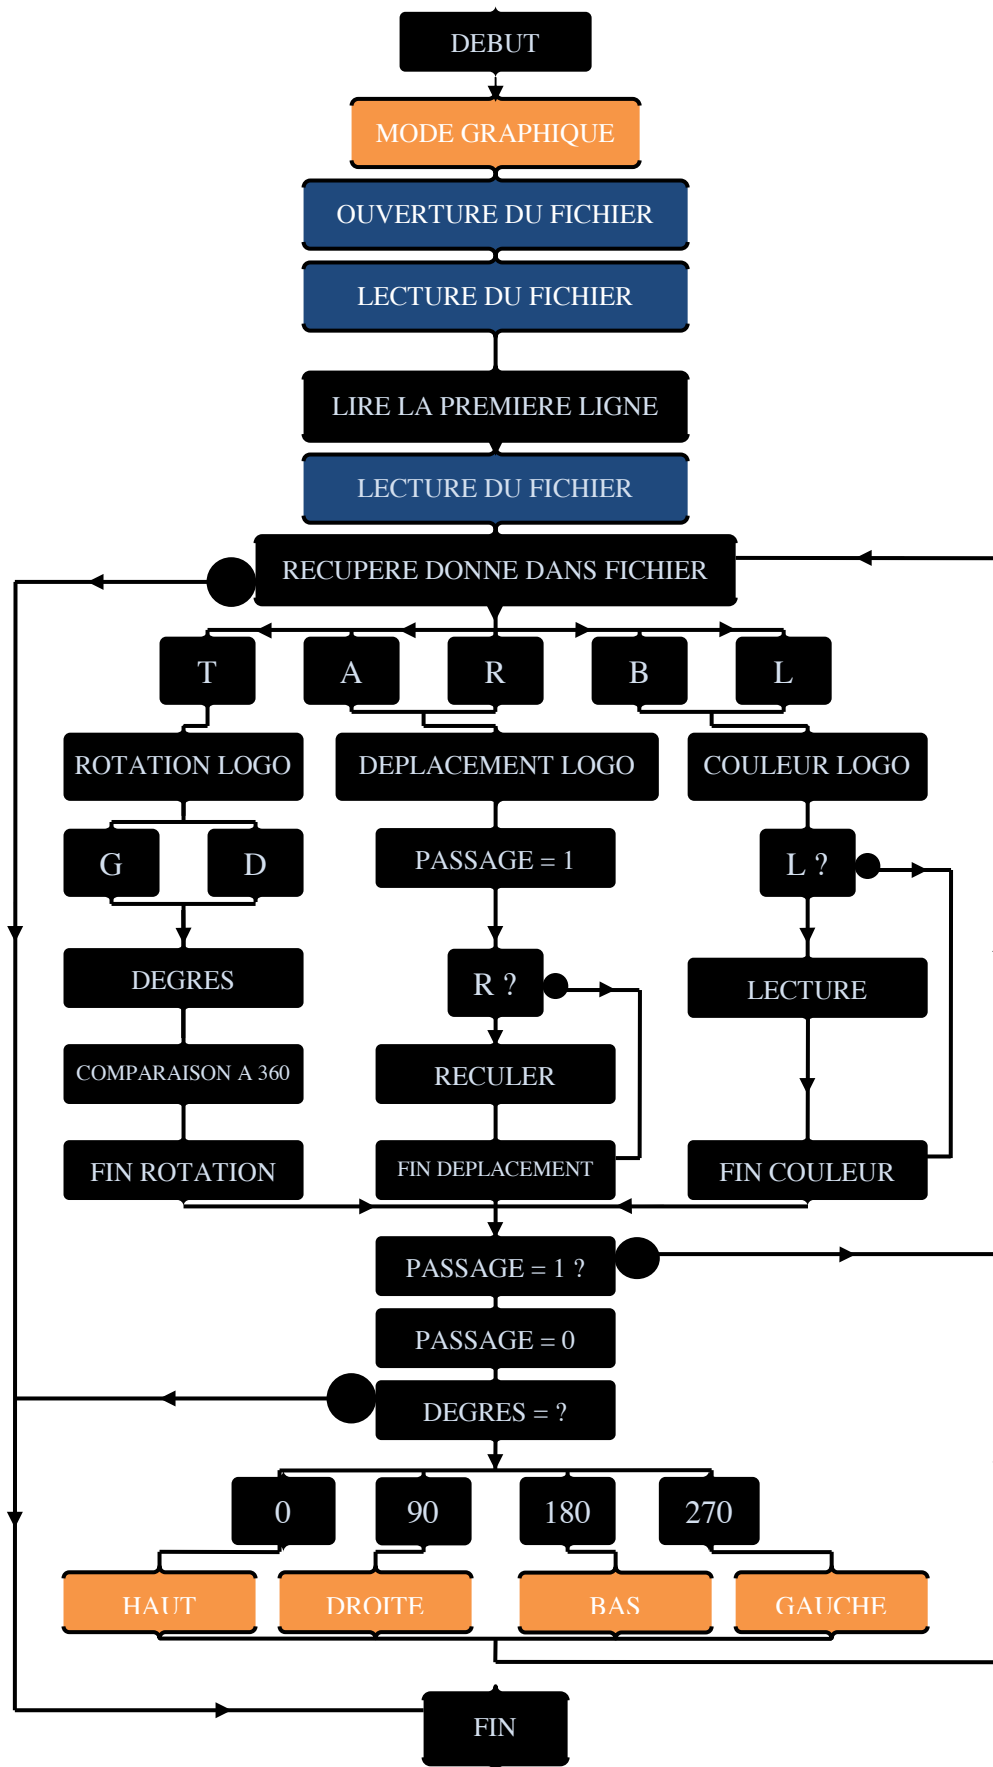 DEBUT
MODE GRAPHIQUE
OUVERTURE DU FICHIER
LECTURE DU FICHIER
LIRE LA PREMIERE LIGNE
LECTURE DU FICHIER
RECUPERE DONNE DANS FICHIER
T A R B L
ROTATION LOGO DEPLACEMENT LOGO COULEUR LOGO
G D PASSAGE = 1 L ?
DEGRES R ? LECTURE
COMPARAISON A 360 RECULER
FIN ROTATION FIN DEPLACEMENT FIN COULEUR
PASSAGE = 1 ?
PASSAGE = 0
DEGRES = ?
0 90 180 270
HAUT DROITE BAS GAUCHE
FIN